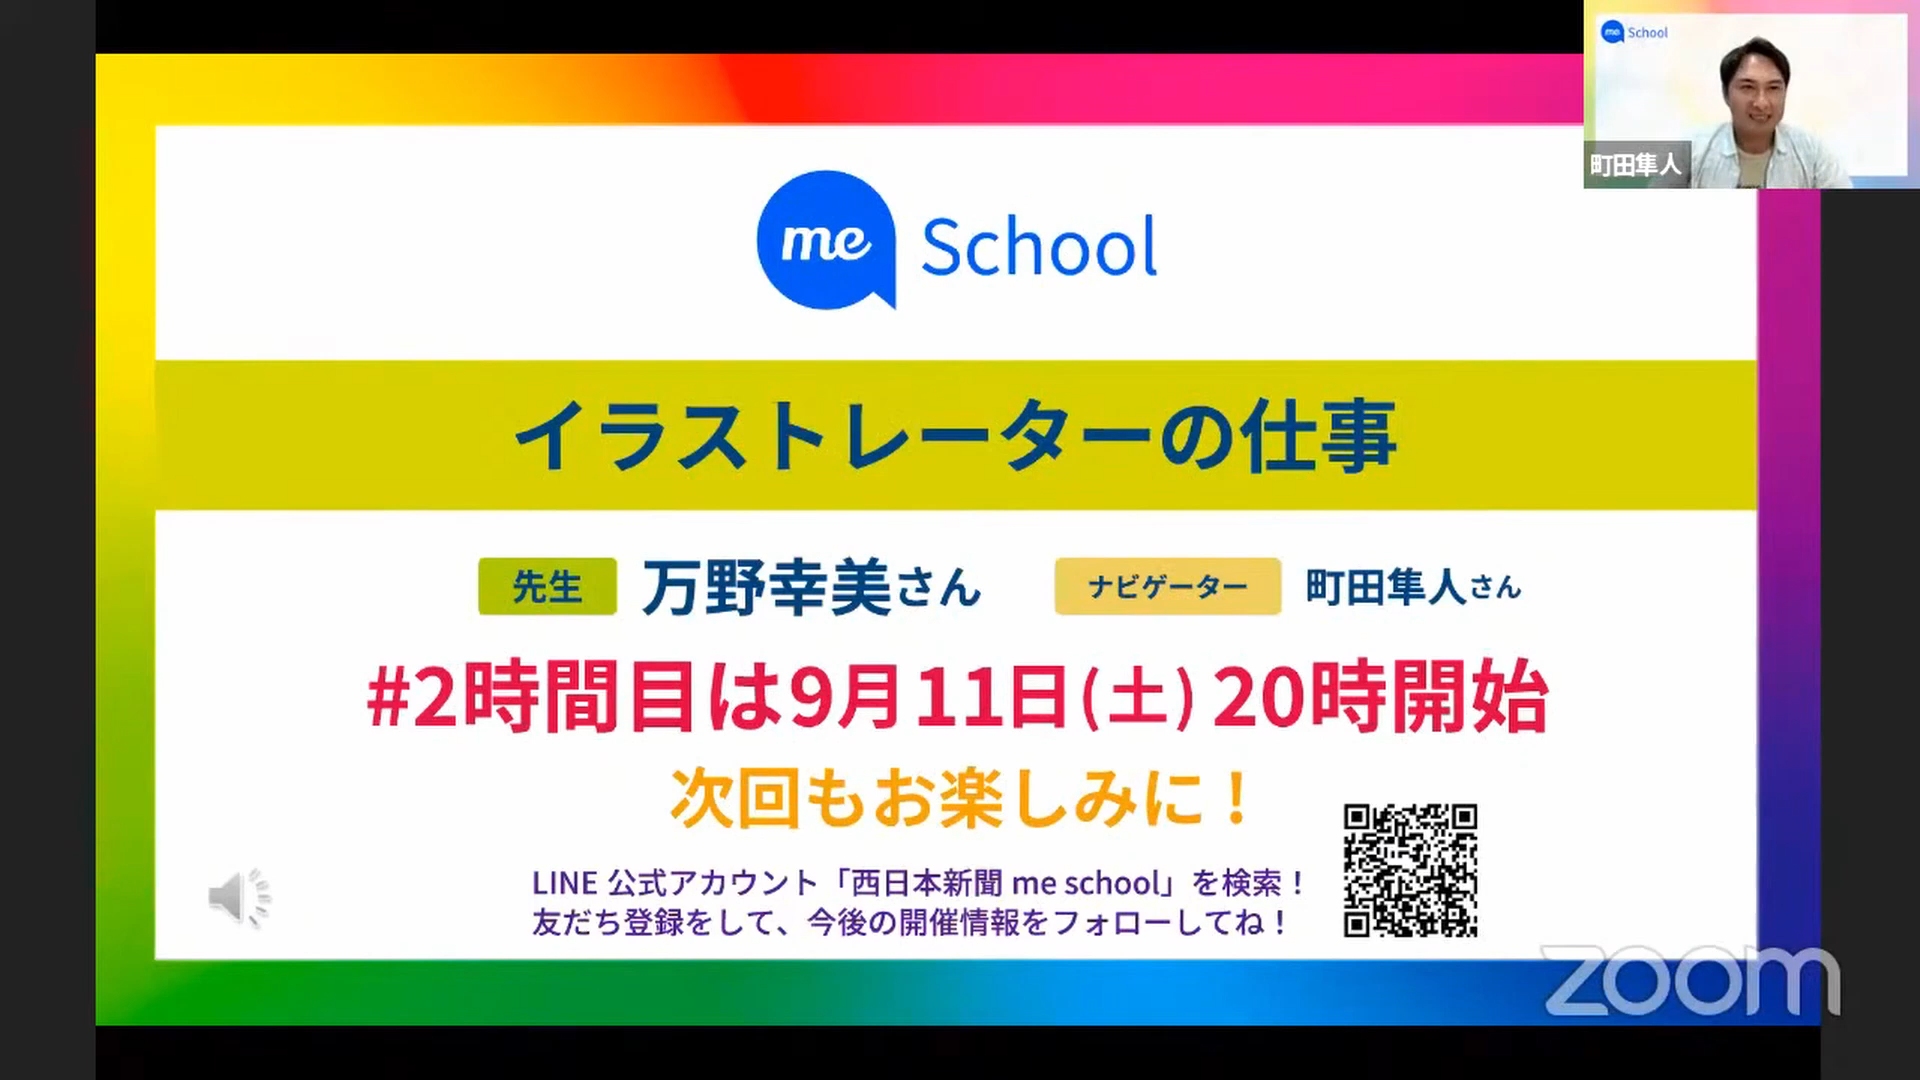 me School
町田隼人
me School
イラストレーターの仕事
先生 万野幸美さん ナビゲーター 町田隼人さん
#2時間目は9月11日(土)20時開始
次回もお楽しみに！
LINE 公式アカウント「西日本新聞 me school」を検索！
友だち登録をして、今後の開催情報をフォローしてね！
zoom